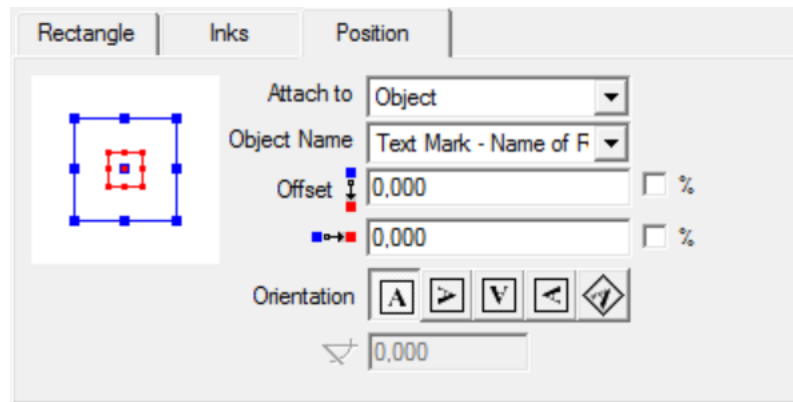 Rectangle Inks Position
Attach to Object
Object Name Text Mark - Name of R
Offset 0,000 %
0,000 %
Orientation A A A A A
0,000